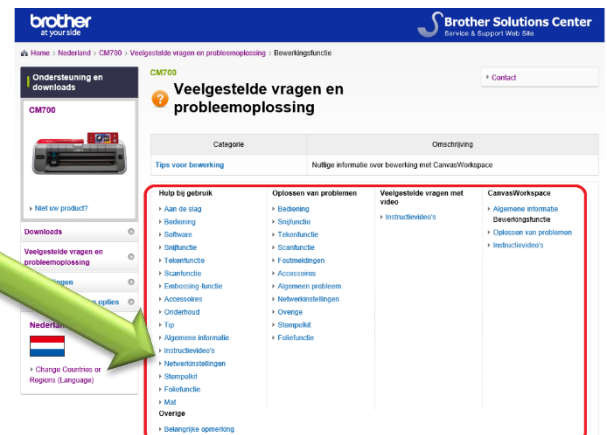 brother
at your side
Brother Solutions Center
Service & Support Web Site
Home > Nederland > CM700 > Veelgestelde vragen en probleemoplossing > Bewerkingsfunctie
Ondersteuning en
downloads
CM700
Niet uw product?
Downloads
Veelgestelde vragen en
probleemoplossing
opties
Nederland
Change Countries or
Regions (Language)
CM700
Veelgestelde vragen en
probleemoplossing
Contact
Categorie
Omschrijving
Tips voor bewerking
Nuttige informatie over bewerking met CanvasWorkspace
Hulp bij gebruik
Aan de slag
Bediening
Software
Snijfunctie
Tekenfunctie
Scanfunctie
Embossing-functie
Accessoires
Onderhoud
Tip
Algemene informatie
Instructievideo's
Netwerkinstellingen
Stempelkit
Foliefunctie
Mat
Overige
Belangrijke opmerking
Oplossen van problemen
Bediening
Snijfunctie
Tekenfunctie
Scanfunctie
Foutmeldingen
Accessoires
Algemeen probleem
Netwerkinstellingen
Overige
Stempelkit
Foliefunctie
Veelgestelde vragen met
video
Instructievideo's
CanvasWorkspace
Algemene informatie
Bewerkingsfunctie
Oplossen van problemen
Instructievideo's